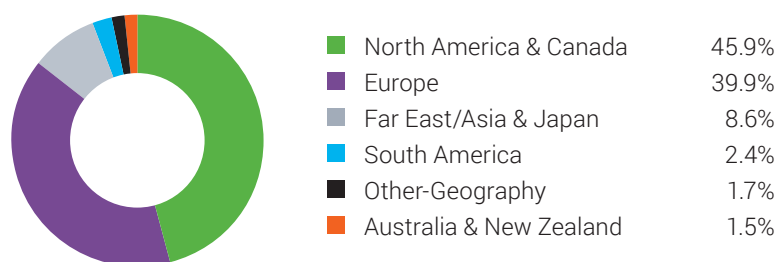 North America & Canada 45.9%
Europe 39.9%
Far East/Asia & Japan 8.6%
South America 2.4%
Other-Geography 1.7%
Australia & New Zealand 1.5%